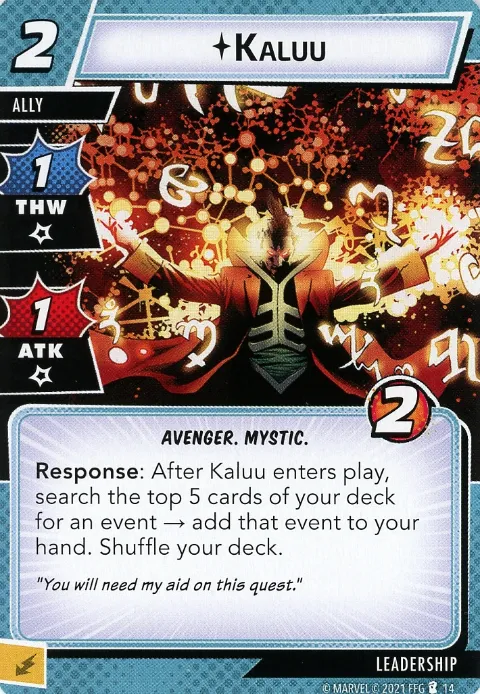 2
KALUU
ALLY
1
THW
1
ATK
2
AVENGER. MYSTIC.
Response: After Kaluu enters play,
search the top 5 cards of your deck
for an event → add that event to your
hand. Shuffle your deck.
"You will need my aid on this quest."
LEADERSHIP
© MARVEL © 2021 FFG 14